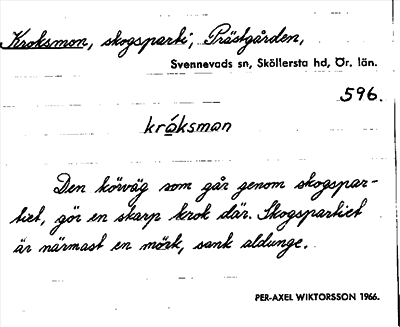 Kroksmon, skogsparti, Prästgården,
Svennevads sn, Sköllersta hd, Ör. län.
596.
kråksman
Den körväg som går genom skogspar-
tiet, gör en skarp krok där. Skogspartiet
är närmast en mörk, sank aldunge.
PER-AXEL WIKTORSSON 1966.